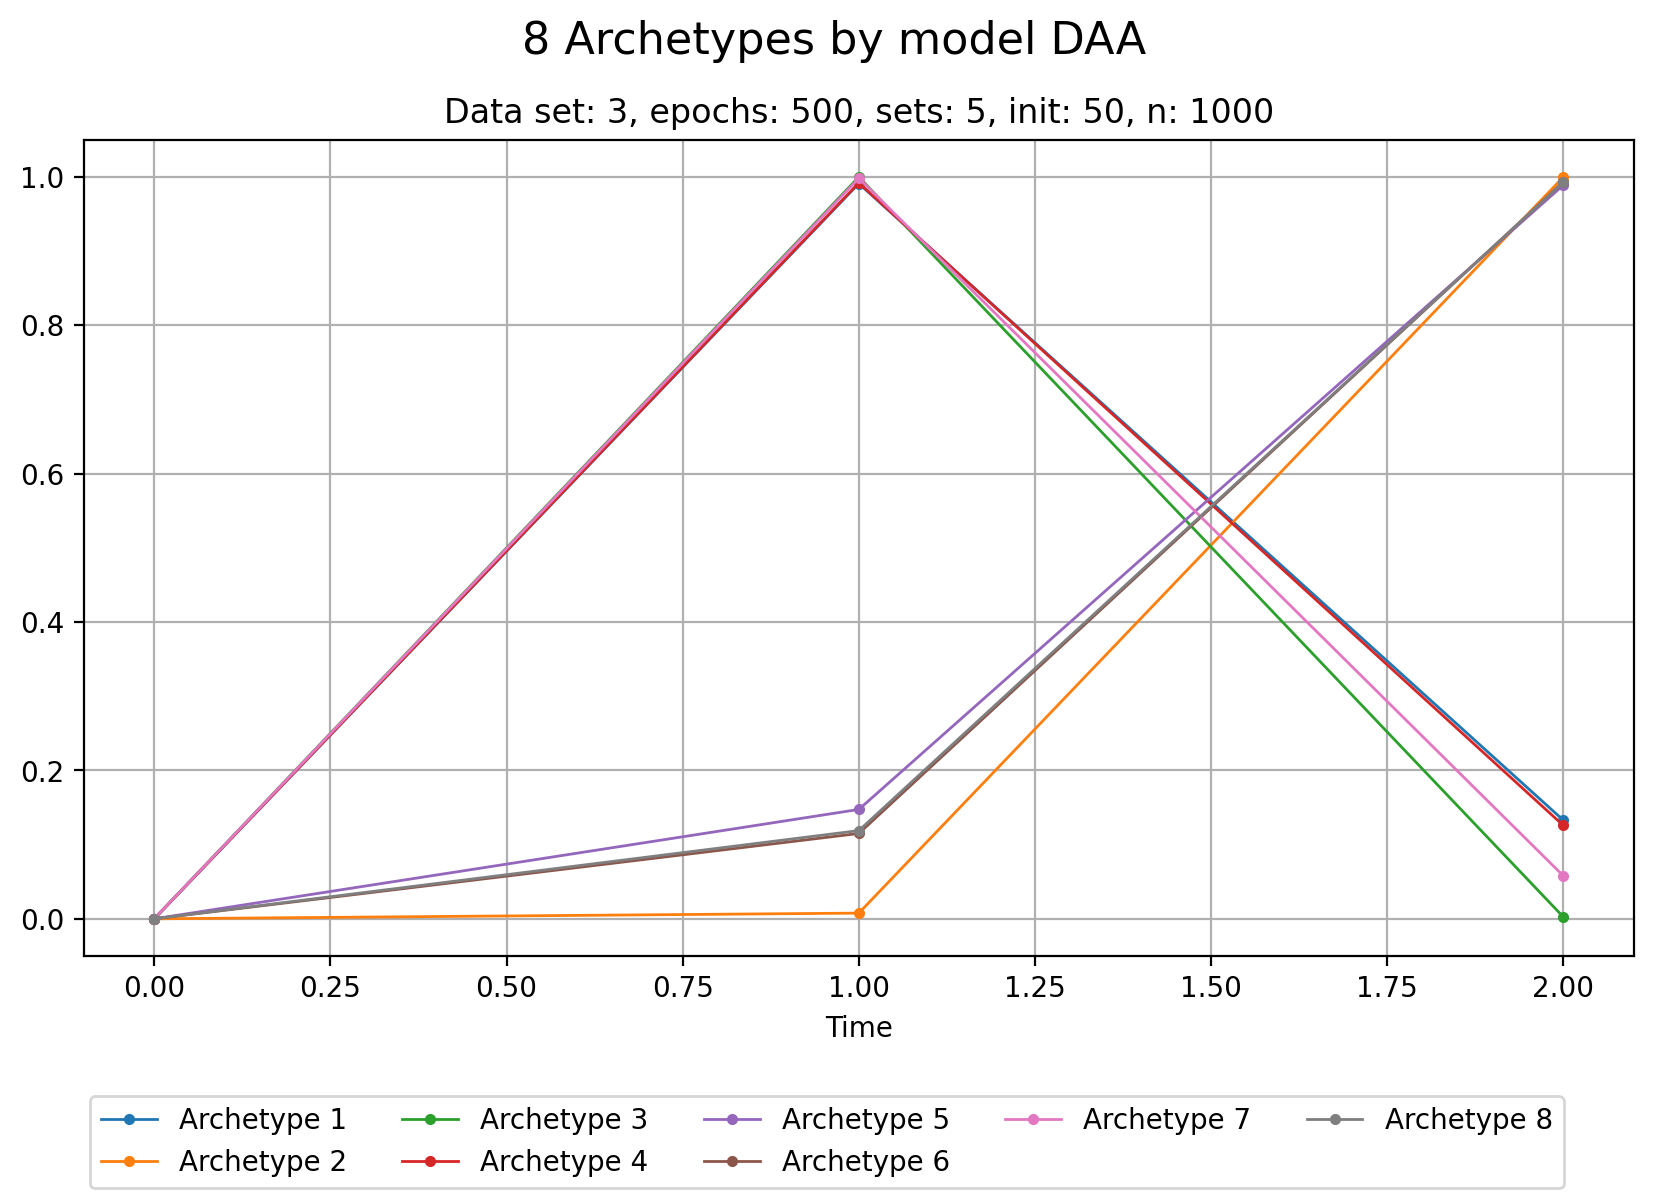 8 Archetypes by model DAA
Data set: 3, epochs: 500, sets: 5, init: 50, n: 1000
1.0
0.8
0.6
0.4
0.2
0.0
0.00 0.25 0.50 0.75 1.00 1.25 1.50 1.75 2.00
Time
Archetype 1 Archetype 3 Archetype 5 Archetype 7 Archetype 8
Archetype 2 Archetype 4 Archetype 6